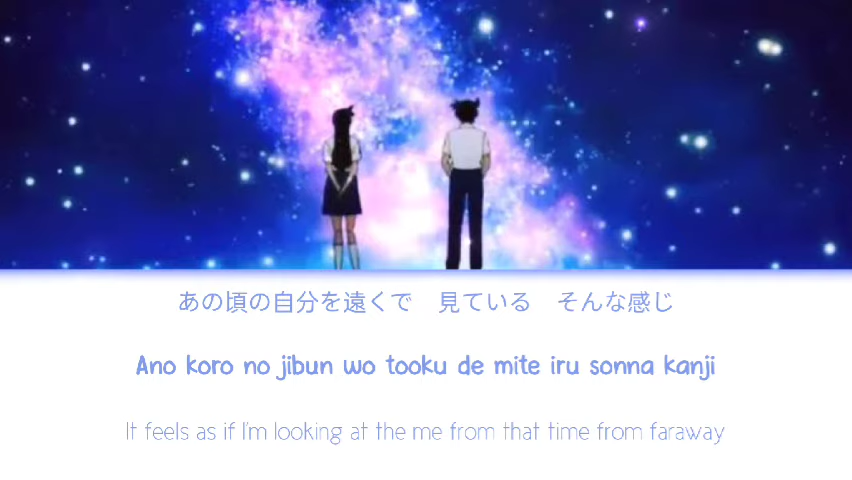 あの頃の自分を遠くで　見ている　そんな感じ
Ano koro no jibun wo tooku de mite iru sonna kanji
It feels as if I'm looking at the me from that time from faraway